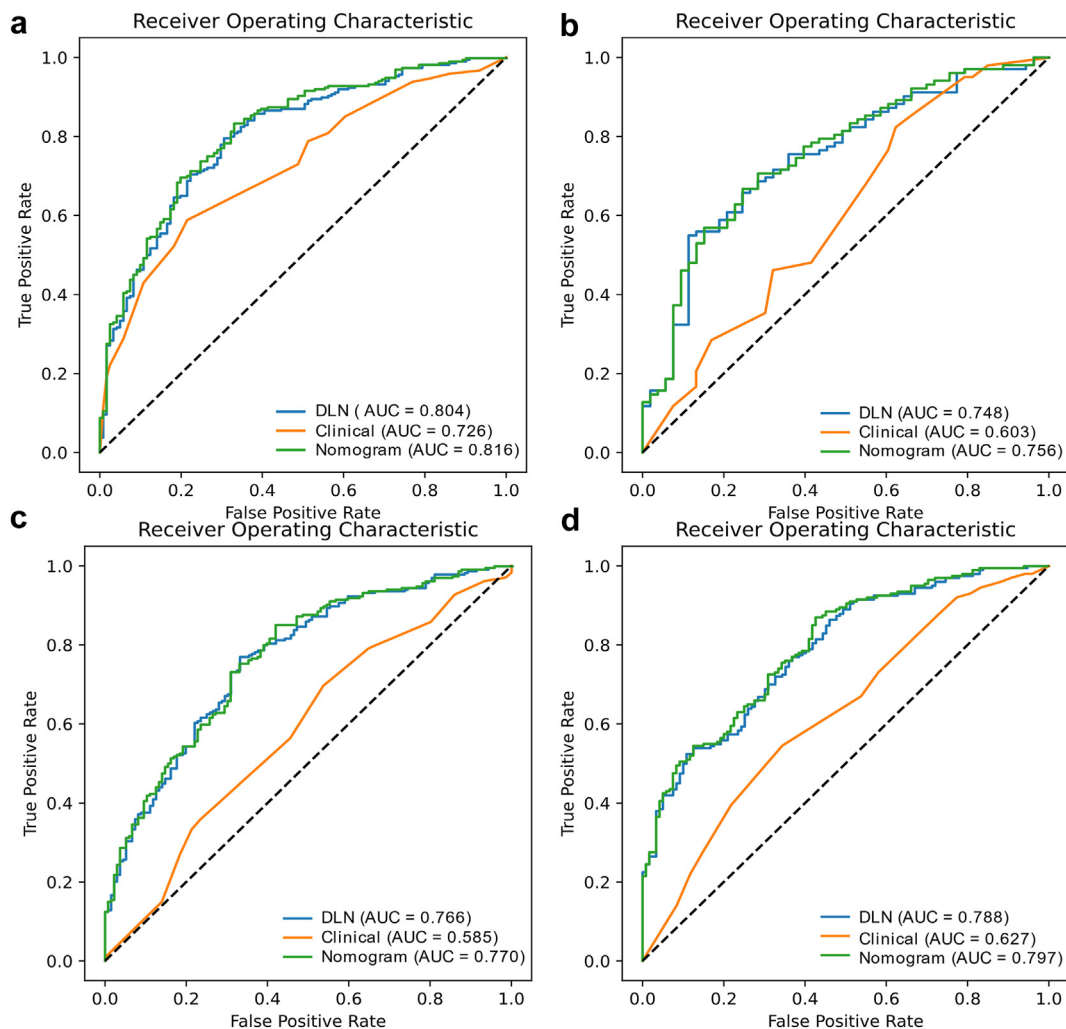 a
Receiver Operating Characteristic
True Positive Rate
1.0
0.8
0.6
0.4
0.2
0.0
DLN ( AUC = 0.804)
Clinical (AUC = 0.726)
Nomogram (AUC = 0.816)
0.0 0.2 0.4 0.6 0.8 1.0
False Positive Rate
b
Receiver Operating Characteristic
True Positive Rate
1.0
0.8
0.6
0.4
0.2
0.0
DLN (AUC = 0.748)
Clinical (AUC = 0.603)
Nomogram (AUC = 0.756)
0.0 0.2 0.4 0.6 0.8 1.0
False Positive Rate
c
Receiver Operating Characteristic
True Positive Rate
1.0
0.8
0.6
0.4
0.2
0.0
DLN (AUC = 0.766)
Clinical (AUC = 0.585)
Nomogram (AUC = 0.770)
0.0 0.2 0.4 0.6 0.8 1.0
False Positive Rate
d
Receiver Operating Characteristic
True Positive Rate
1.0
0.8
0.6
0.4
0.2
0.0
DLN (AUC = 0.788)
Clinical (AUC = 0.627)
Nomogram (AUC = 0.797)
0.0 0.2 0.4 0.6 0.8 1.0
False Positive Rate